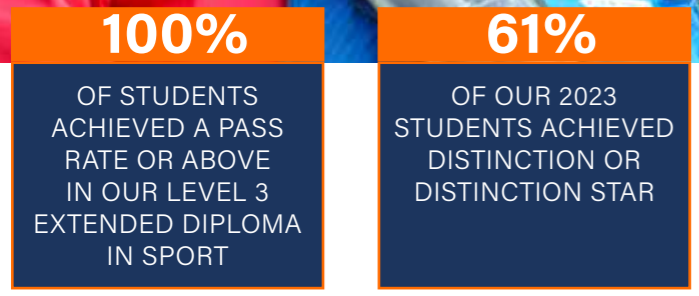 100%
OF STUDENTS
ACHIEVED A PASS
RATE OR ABOVE
IN OUR LEVEL 3
EXTENDED DIPLOMA
IN SPORT
61%
OF OUR 2023
STUDENTS ACHIEVED
DISTINCTION OR
DISTINCTION STAR